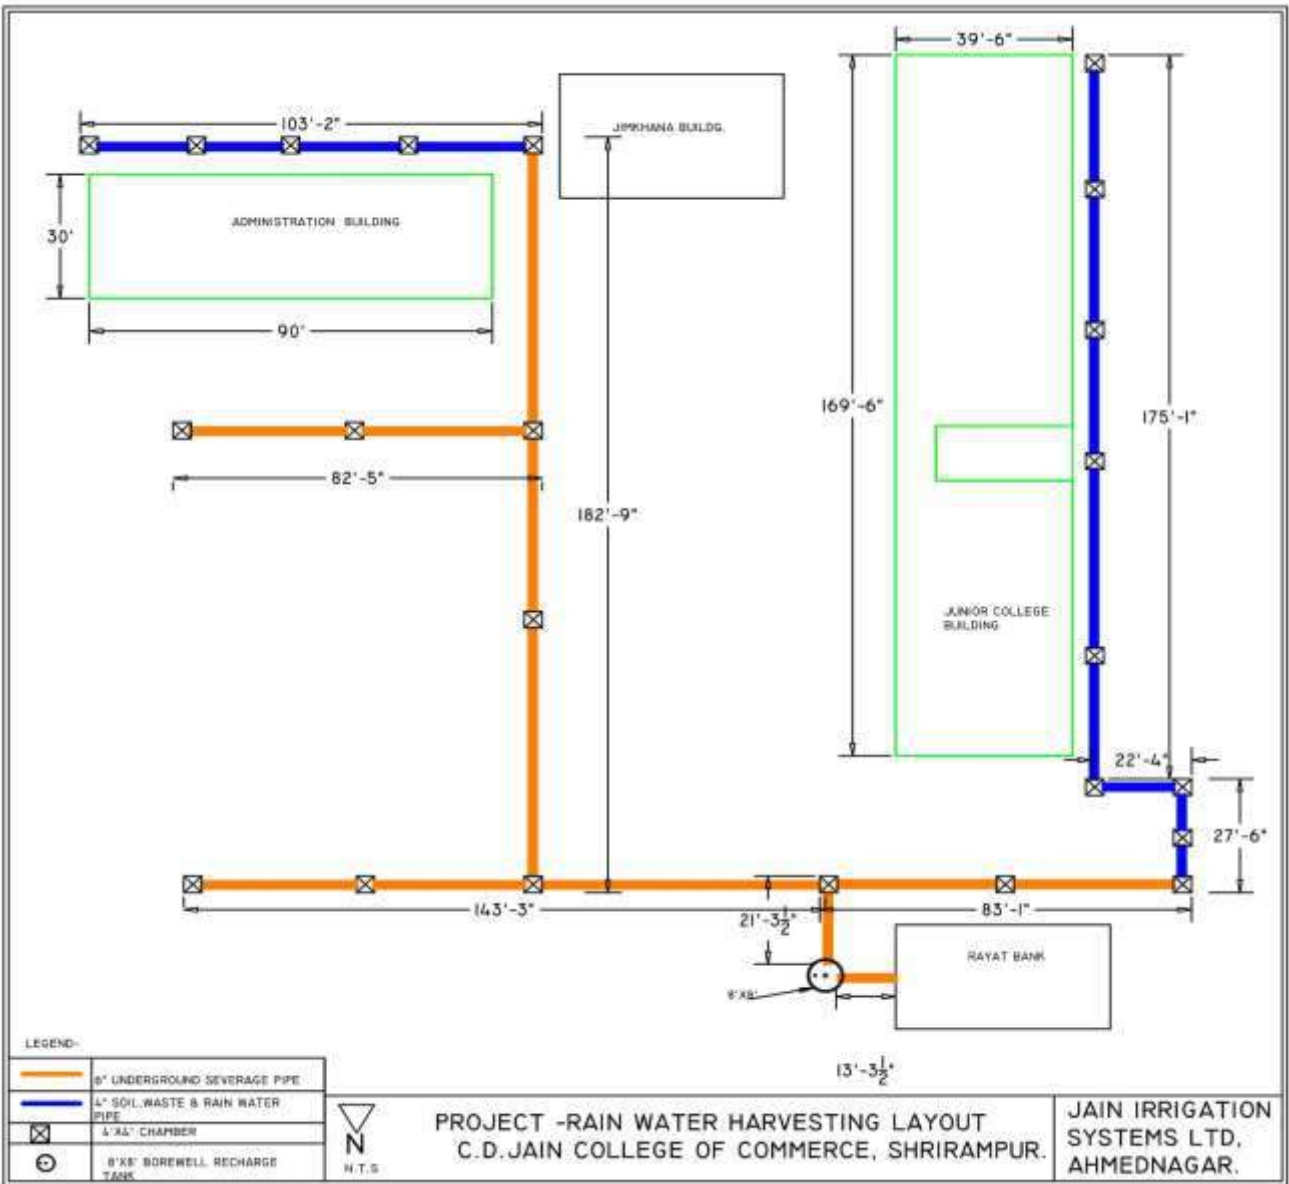 39'-6"
103'-2"
JIMKHANA BUILDG.
ADMINISTRATION BUILDING
30'
90'
169'-6"
175'-1"
82'-5"
182'-9"
JUNIOR COLLEGE
BUILDING
22'-4"
27'-6"
143'-3"
83'-1"
21'-3½"
RAYAT BANK
8'X8'
13'-3½"
LEGEND-
6" UNDERGROUND SEVERAGE PIPE
4" SOIL,WASTE & RAIN WATER
PIPE
4'X4' CHAMBER
8'X8' BOREWELL RECHARGE
TANK
N
N.T.S
PROJECT -RAIN WATER HARVESTING LAYOUT
C.D.JAIN COLLEGE OF COMMERCE, SHRIRAMPUR.
JAIN IRRIGATION
SYSTEMS LTD,
AHMEDNAGAR.